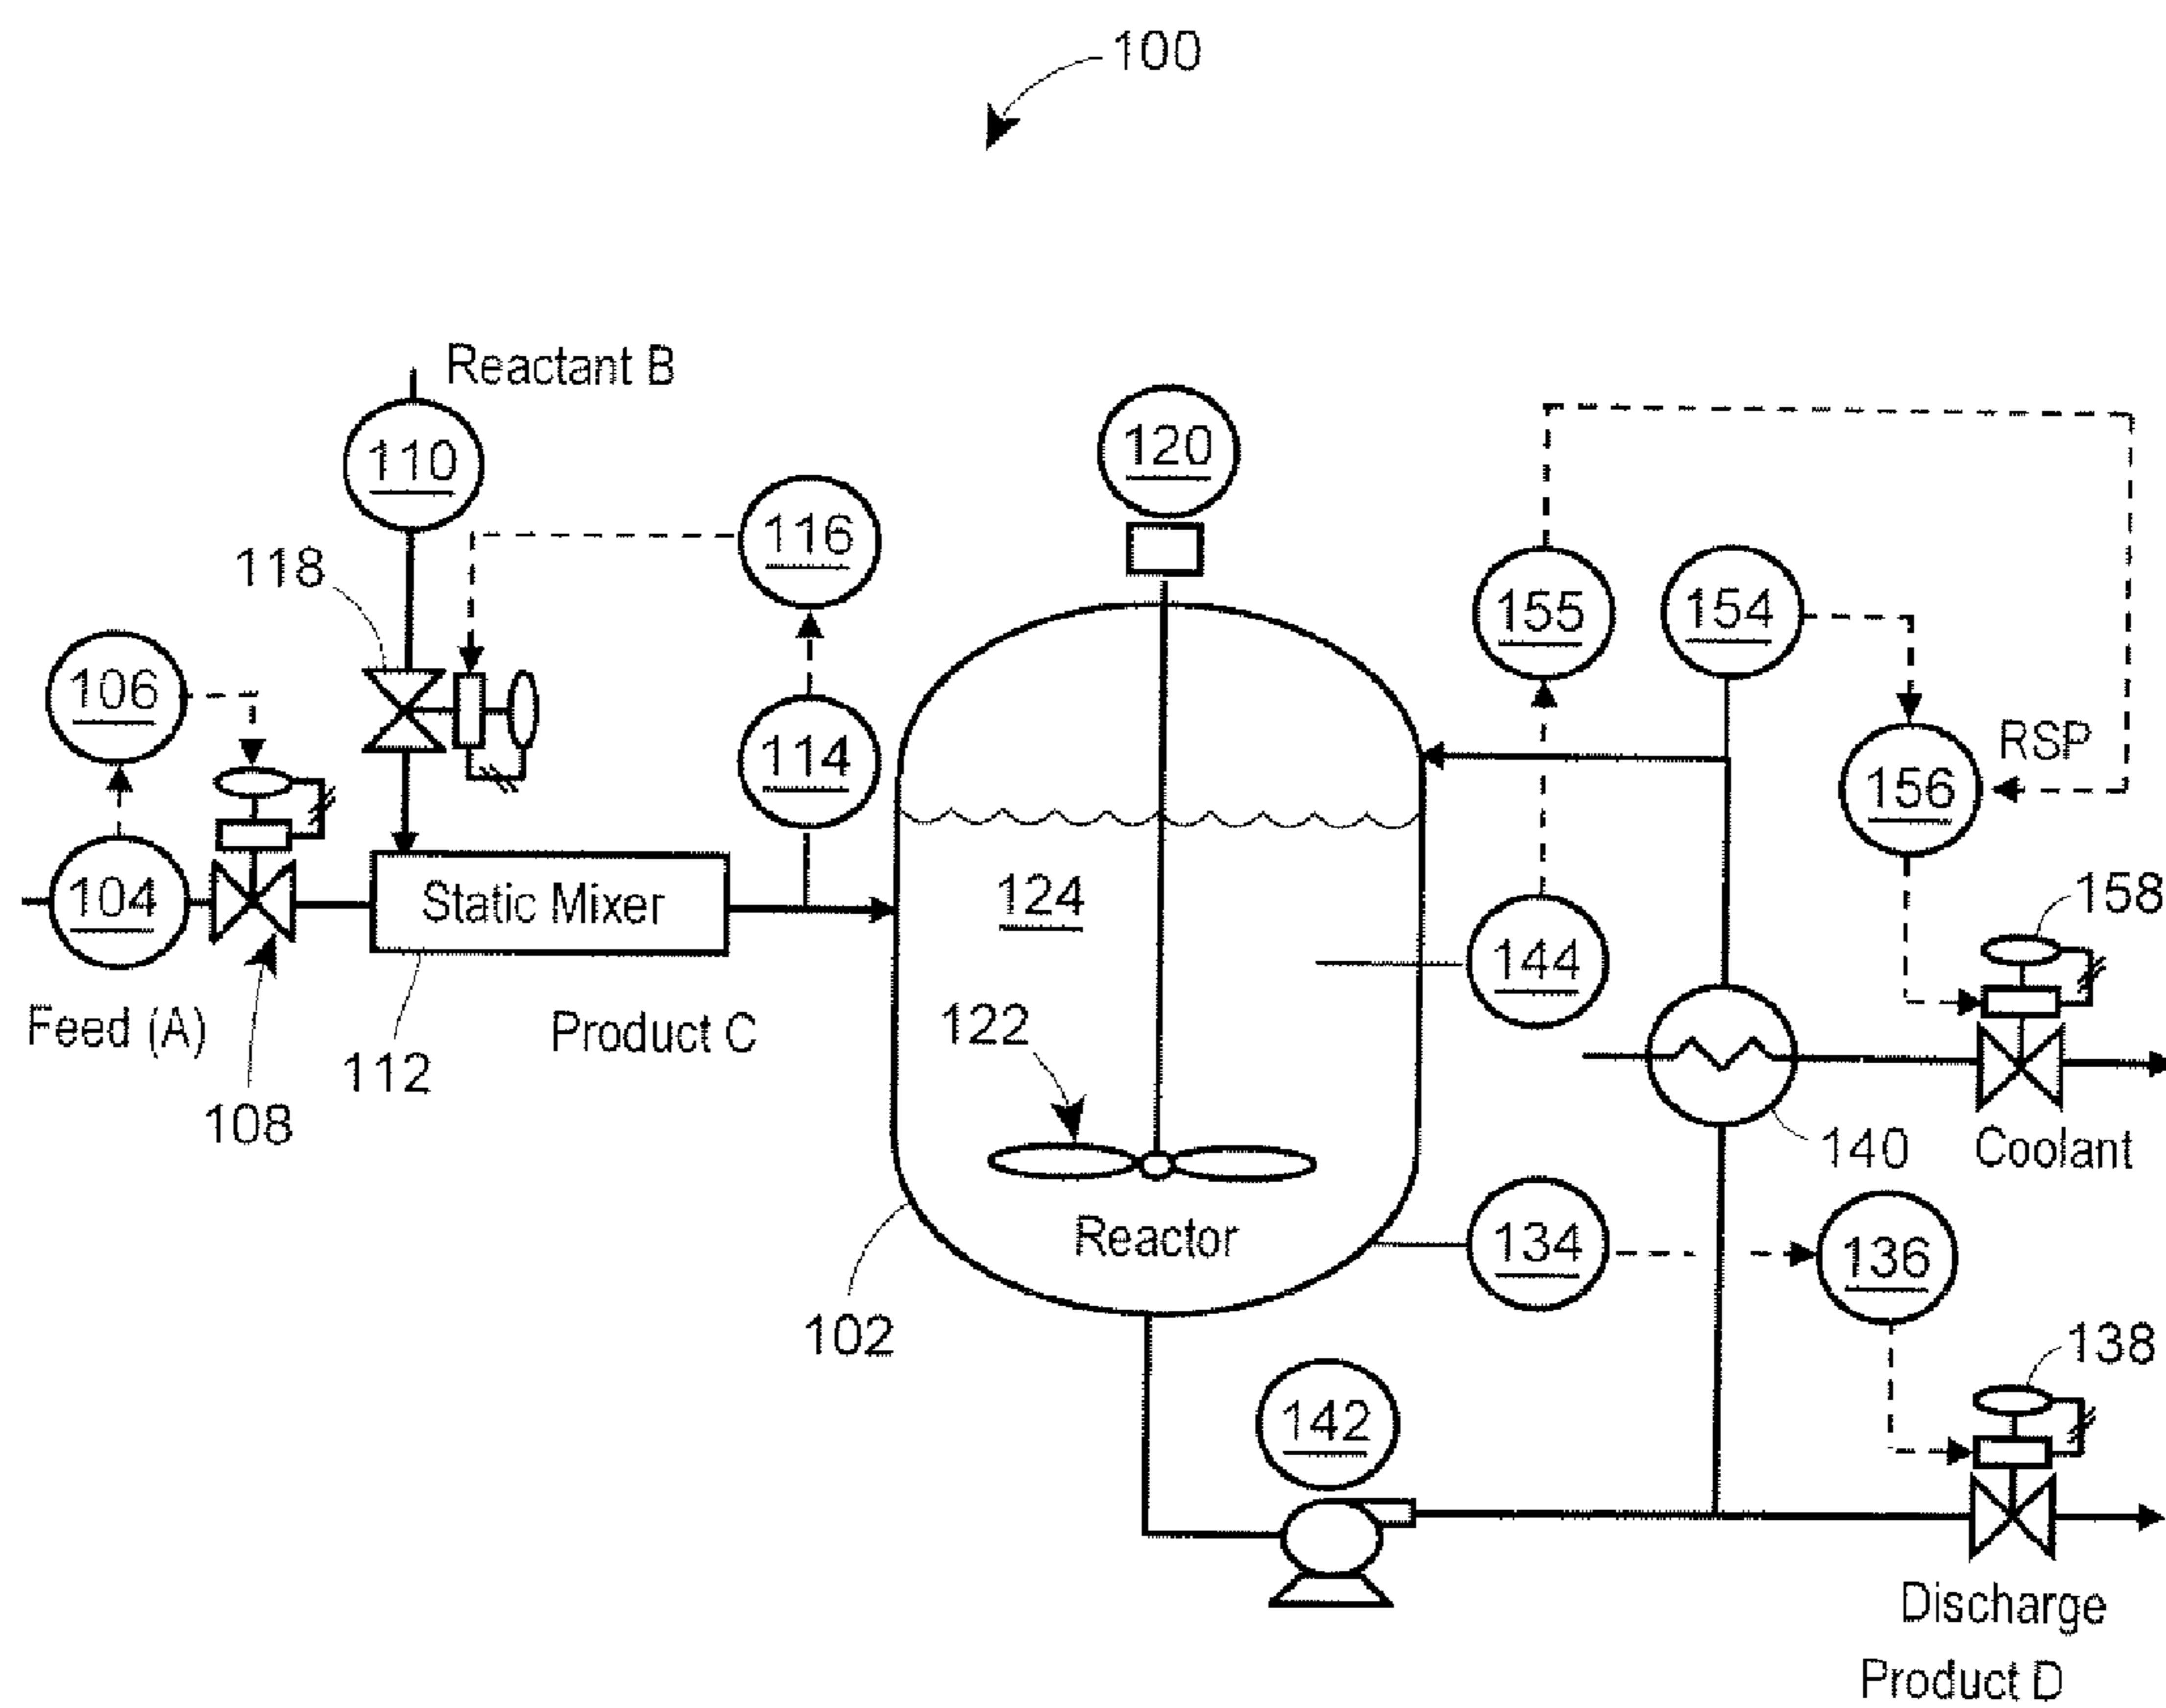 100
Reactant B
110
120
116
118
155
154
106
114
RSP
156
104
Static Mixer
124
158
144
Feed (A)
112
Product C
122
108
140
Coolant
Reactor
134
136
102
138
142
Discharge
Product D